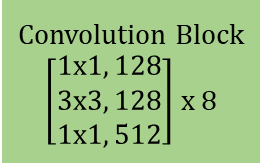 Convolution Block
[1x1, 128]
[3x3, 128] x 8
[1x1, 512]